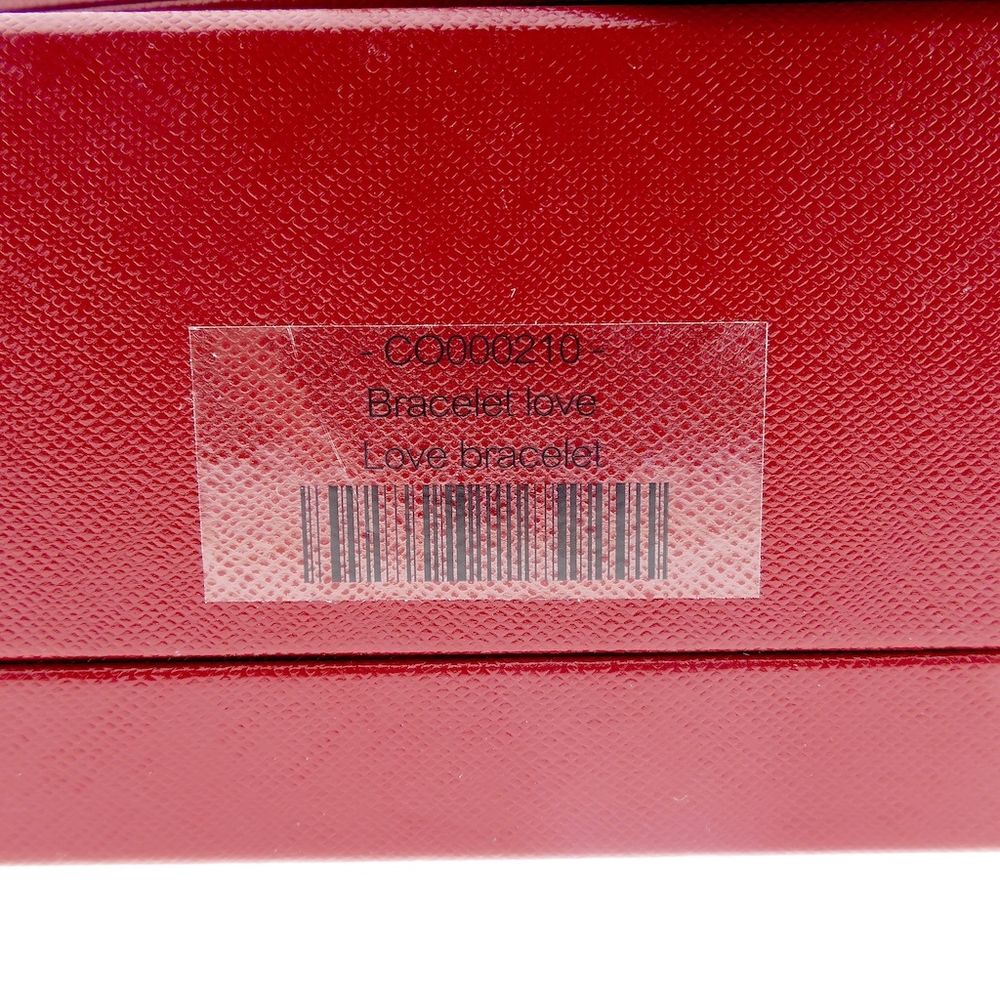 - CO000210 -
Bracelet love
Love bracelet